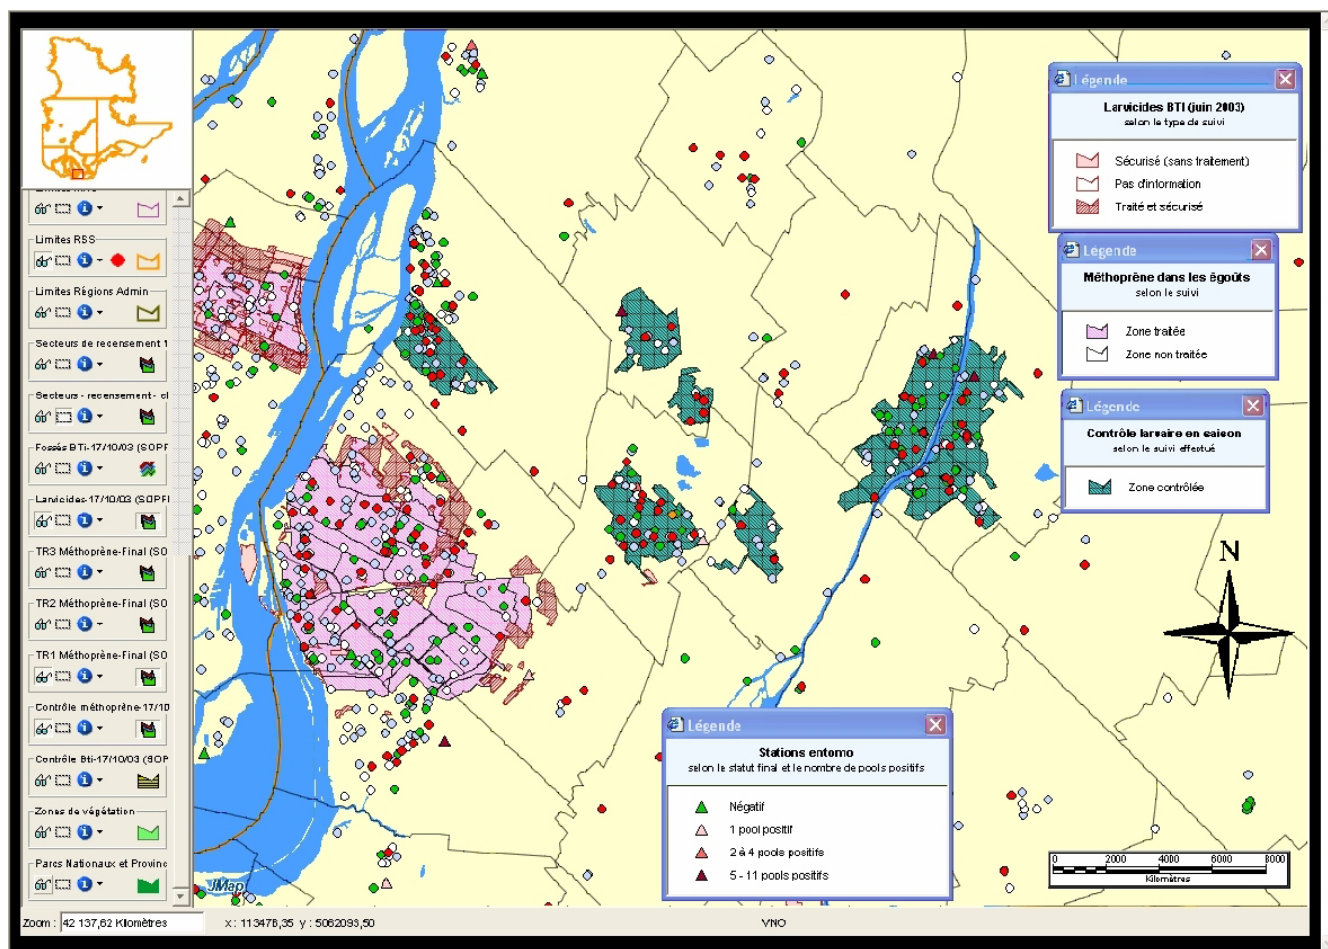 Limites RSS
Limites Régions Admin
Secteurs de recensement 1
Secteurs - recensement - cl
Fossés BTi-17/10/03 (SOPF
Larvicides-17/10/03 (SOPFI
TR3 Méthoprène-Final (SO
TR2 Méthoprène-Final (SO
TR1 Méthoprène-Final (SO
Contrôle méthoprène-17/10
Contrôle Bti-17/10/03 (SOP
Zones de végétation
Parcs Nationaux et Provinc
Légende
Larvicides BTI (juin 2003)
selon le type de suivi
Sécurisé (sans traitement)
Pas d'information
Traité et sécurisé
Légende
Méthoprène dans les égoûts
selon le suivi
Zone traitée
Zone non traitée
Légende
Contrôle larvaire en saison
selon le suivi effectué
Zone contrôlée
N
Légende
Stations entomo
selon le statut final et le nombre de pools positifs
Négatif
1 pool positif
2 à 4 pools positifs
5 - 11 pools positifs
0 2000 4000 6000 8000
Kilomètres
JMap
Zoom : 42 137,62 Kilomètres x : 113478,35 y : 5062093,50 VNO